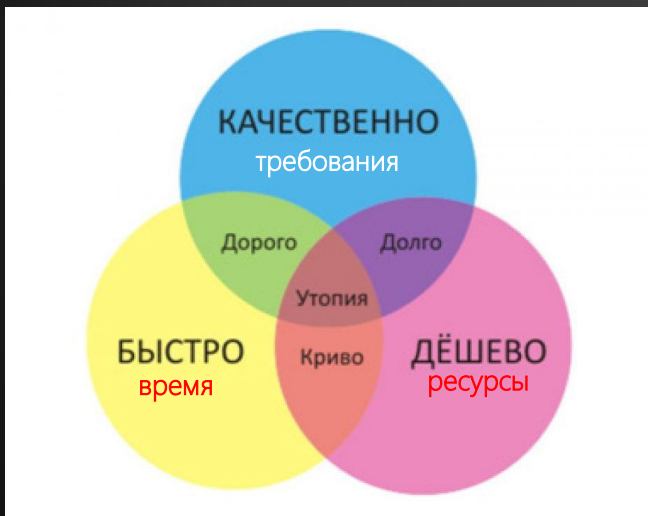 КАЧЕСТВЕННО
требования
Дорого
Долго
Утопия
БЫСТРО
время
Криво
ДЁШЕВО
ресурсы